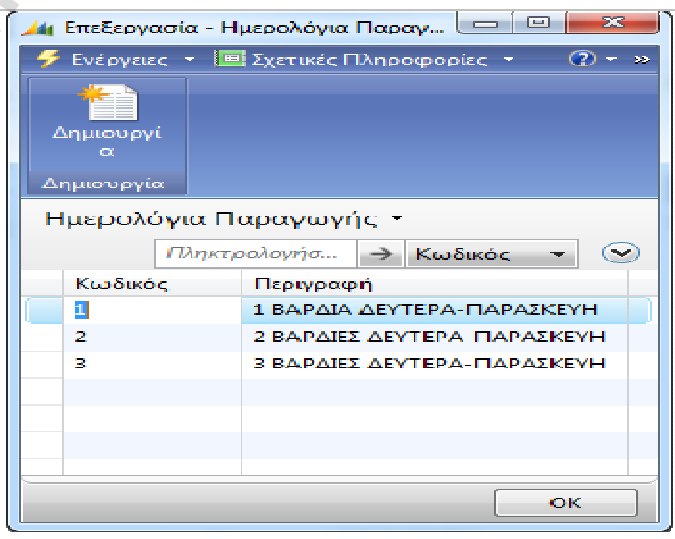 Επεξεργασία - Ημερολόγια Παραγ...
Ενέργειες Σχετικές Πληροφορίες
Δημιουργί
α
Δημιουργία
Ημερολόγια Παραγωγής
Πληκτρολογήσ... → Κωδικός
Κωδικός Περιγραφή
1 1 ΒΑΡΔΙΑ ΔΕΥΤΕΡΑ-ΠΑΡΑΣΚΕΥΗ
2 2 ΒΑΡΔΙΕΣ ΔΕΥΤΕΡΑ-ΠΑΡΑΣΚΕΥΗ
3 3 ΒΑΡΔΙΕΣ ΔΕΥΤΕΡΑ-ΠΑΡΑΣΚΕΥΗ
OK